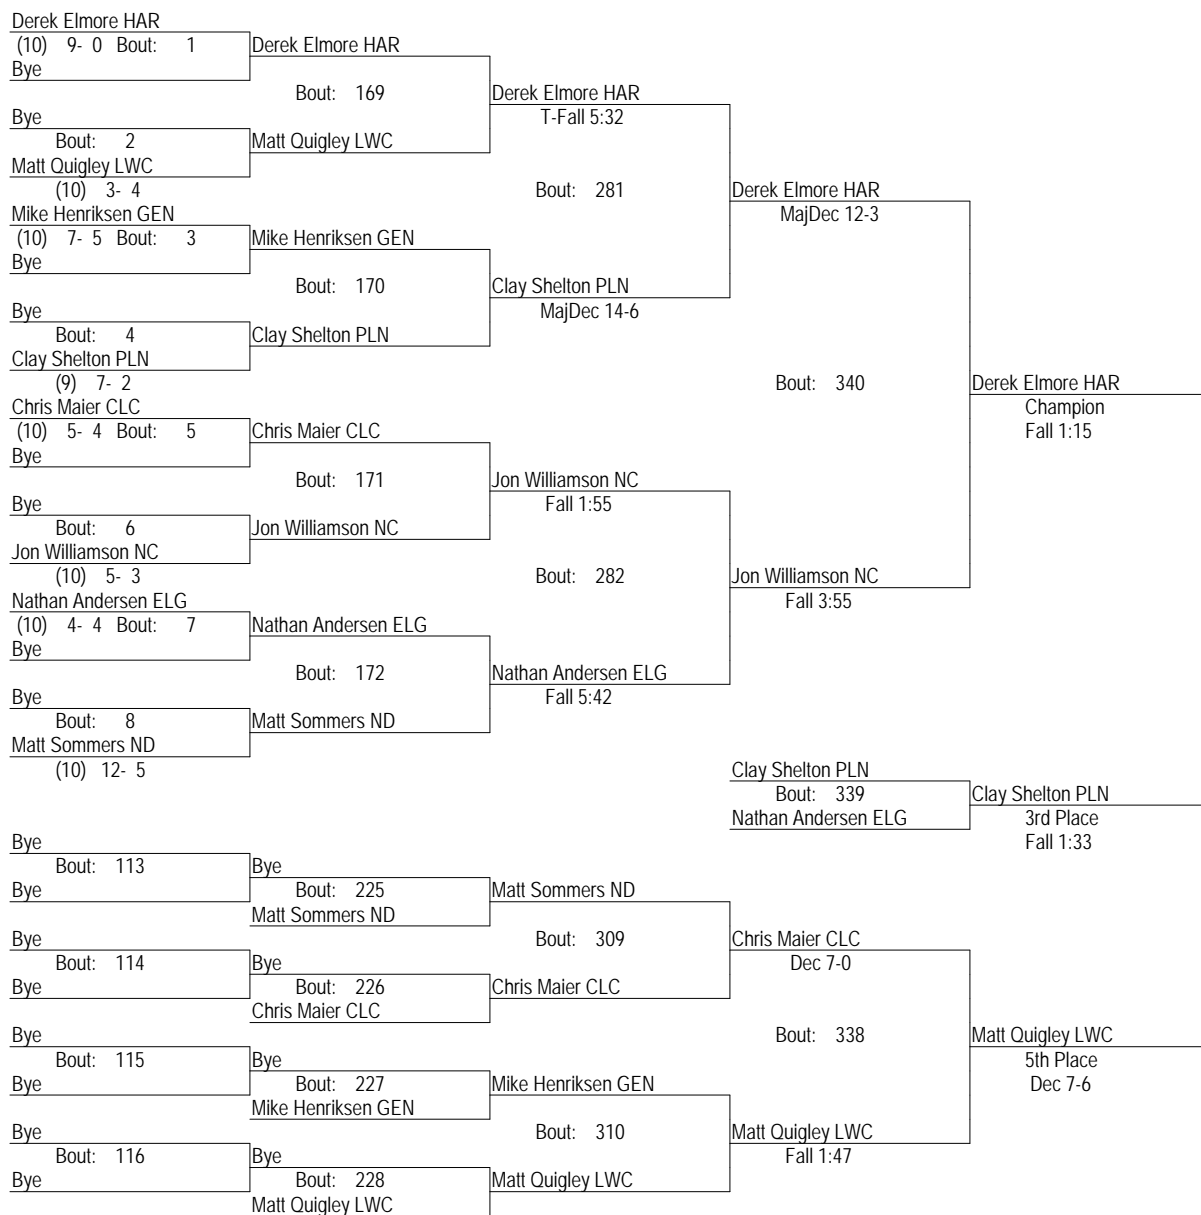 Derek Elmore HAR
(10) 9- 0 Bout: 1
Bye
Derek Elmore HAR
Bout: 169
Bye
Bout: 2
Matt Quigley LWC
(10) 3- 4
Matt Quigley LWC
Derek Elmore HAR
T-Fall 5:32
Bout: 281
Mike Henriksen GEN
(10) 7- 5 Bout: 3
Bye
Mike Henriksen GEN
Bout: 170
Bye
Bout: 4
Clay Shelton PLN
(9) 7- 2
Clay Shelton PLN
Clay Shelton PLN
MajDec 14-6
Derek Elmore HAR
MajDec 12-3
Bout: 340
Chris Maier CLC
(10) 5- 4 Bout: 5
Bye
Chris Maier CLC
Bout: 171
Bye
Bout: 6
Jon Williamson NC
(10) 5- 3
Jon Williamson NC
Jon Williamson NC
Fall 1:55
Bout: 282
Nathan Andersen ELG
(10) 4- 4 Bout: 7
Bye
Nathan Andersen ELG
Bout: 172
Bye
Bout: 8
Matt Sommers ND
(10) 12- 5
Matt Sommers ND
Nathan Andersen ELG
Fall 5:42
Jon Williamson NC
Fall 3:55
Derek Elmore HAR
Champion
Fall 1:15
Clay Shelton PLN
Bout: 339
Nathan Andersen ELG
Clay Shelton PLN
3rd Place
Fall 1:33
Bye
Bout: 113
Bye
Bye
Bout: 225
Matt Sommers ND
Matt Sommers ND
Bout: 309
Bye
Bout: 114
Bye
Bye
Bout: 226
Chris Maier CLC
Chris Maier CLC
Chris Maier CLC
Dec 7-0
Bout: 338
Bye
Bout: 115
Bye
Bye
Bout: 227
Mike Henriksen GEN
Mike Henriksen GEN
Bout: 310
Bye
Bout: 116
Bye
Bye
Bout: 228
Matt Quigley LWC
Matt Quigley LWC
Matt Quigley LWC
Fall 1:47
Matt Quigley LWC
5th Place
Dec 7-6